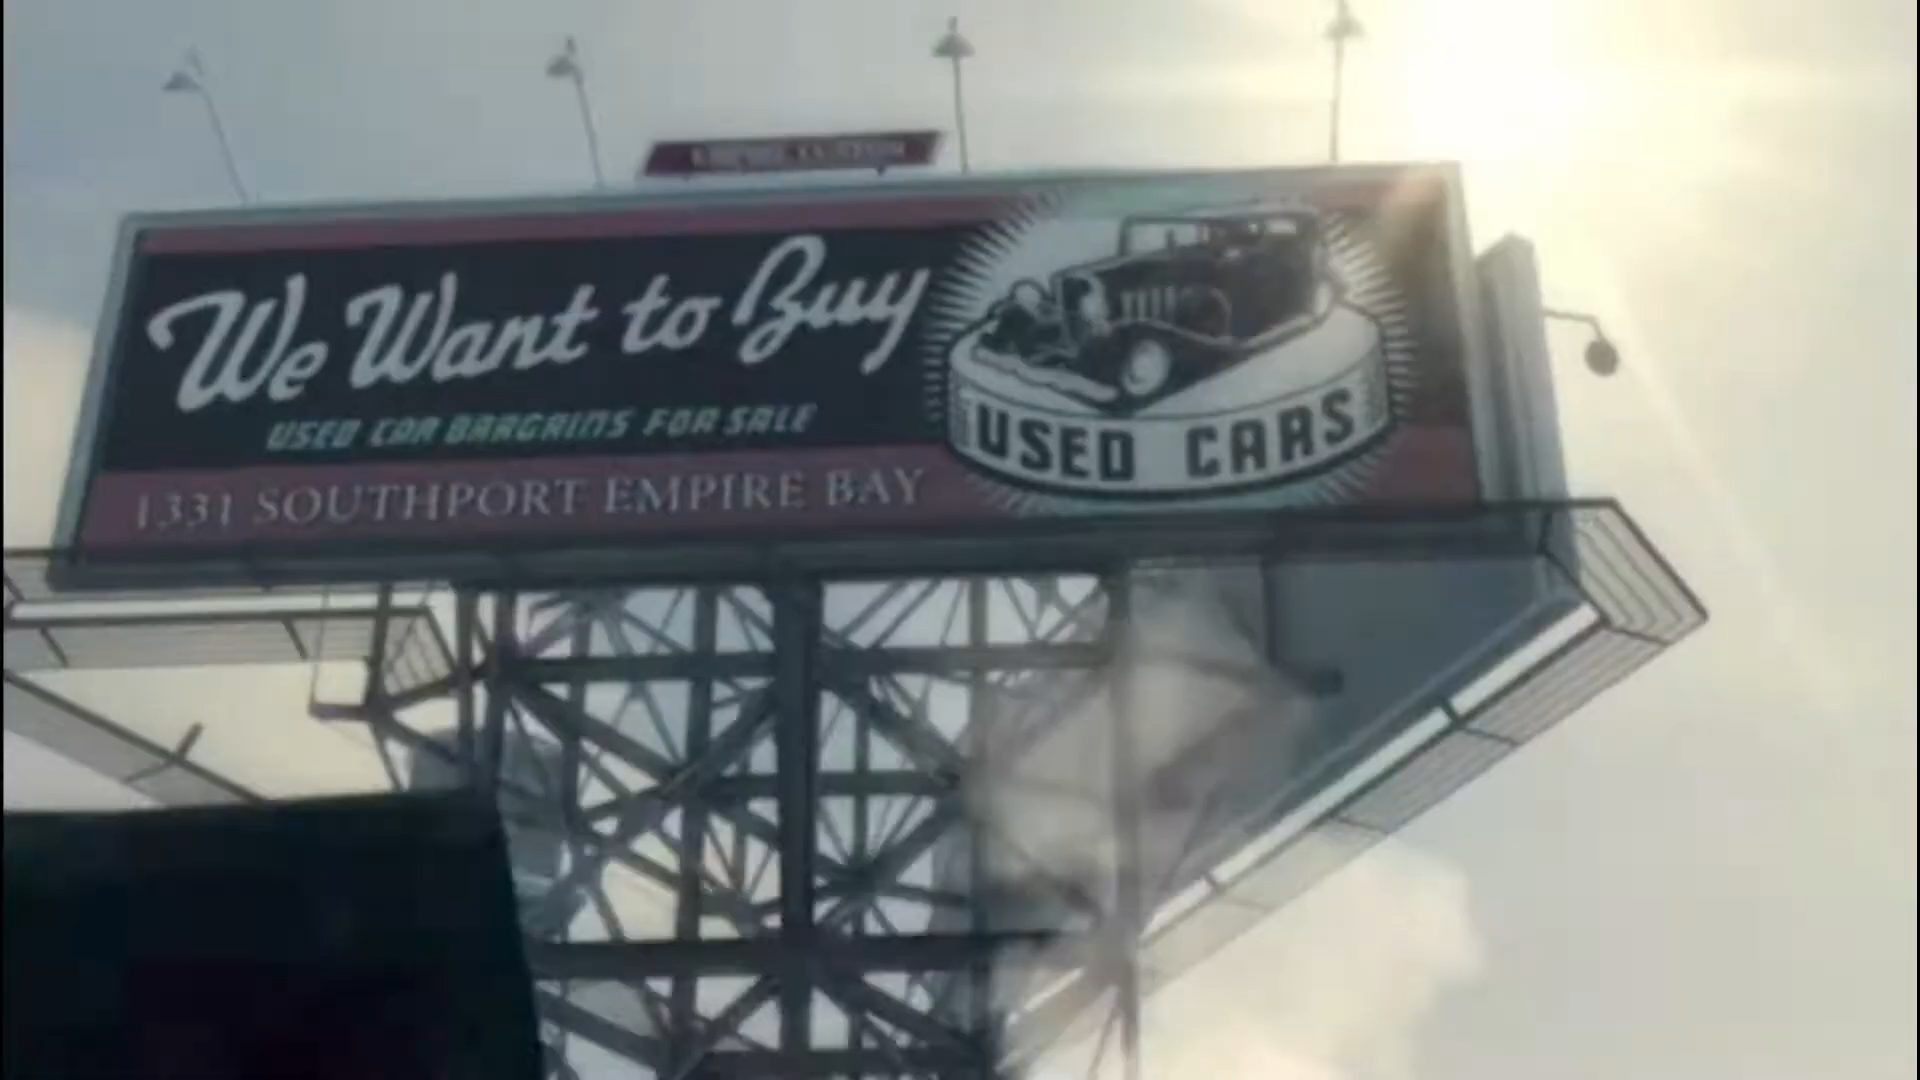 We Want to Buy
USED CAR BARGAINS FOR SALE
1331 SOUTHPORT EMPIRE BAY
USED CARS